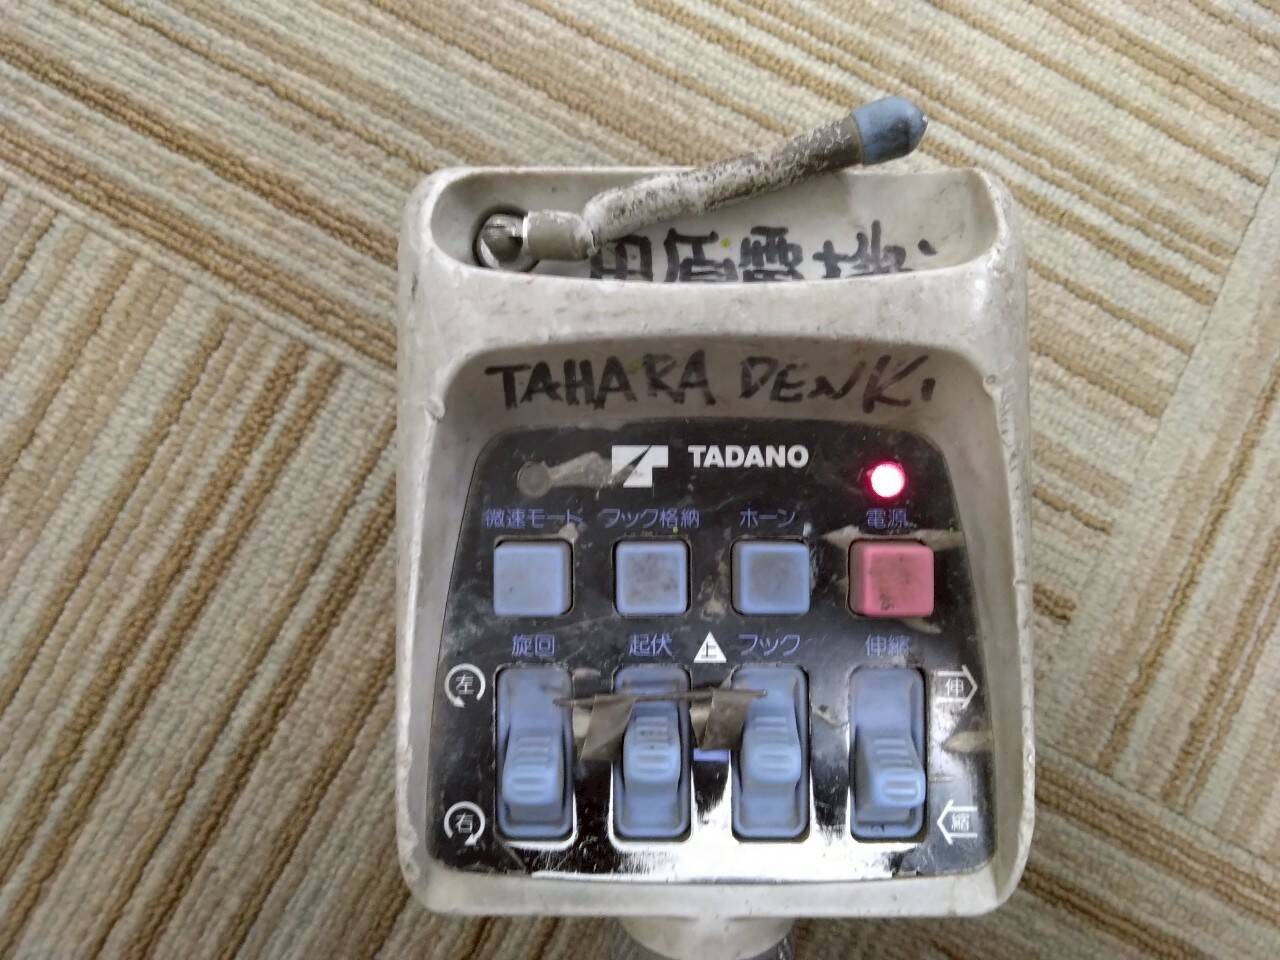 田原電機
TAHARA DENKI
TADANO
微速モード フック格納 ホーン 電源
旋回 起伏 上 フック 伸縮
左 伸
右 縮